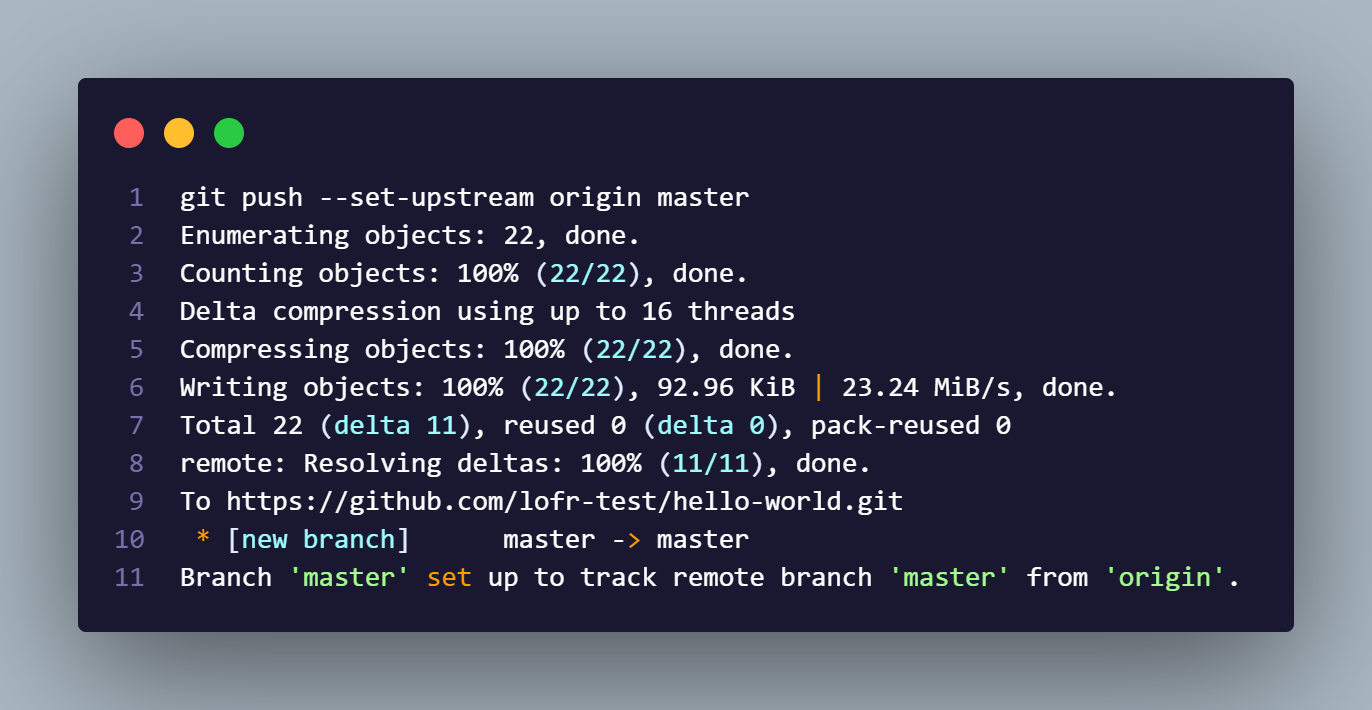 1 git push --set-upstream origin master
2 Enumerating objects: 22, done.
3 Counting objects: 100% (22/22), done.
4 Delta compression using up to 16 threads
5 Compressing objects: 100% (22/22), done.
6 Writing objects: 100% (22/22), 92.96 KiB | 23.24 MiB/s, done.
7 Total 22 (delta 11), reused 0 (delta 0), pack-reused 0
8 remote: Resolving deltas: 100% (11/11), done.
9 To https://github.com/lofr-test/hello-world.git
10  * [new branch]      master -> master
11 Branch 'master' set up to track remote branch 'master' from 'origin'.